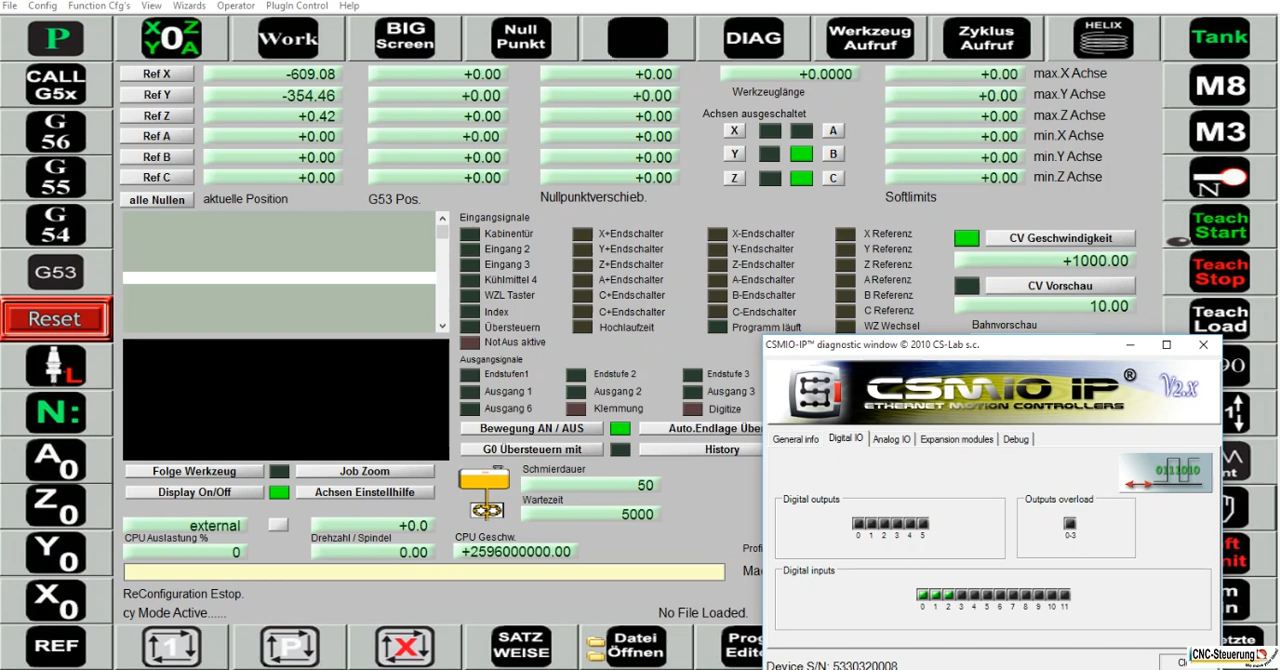 File Config Function Cfg's View Wizards Operator PlugIn Control Help
P
X Z
0
Y A
Work
BIG
Screen
Null
Punkt
DIAG
Werkzeug
Aufruf
Zyklus
Aufruf
HELIX
Tank
CALL
G5x
G
56
G
55
G
54
G53
Reset
L
N:
A0
Z0
Y0
X0
REF
Ref X -609.08 +0.00 +0.00 +0.0000 +0.00 max.X Achse
Ref Y -354.46 +0.00 +0.00 Werkzeuglänge +0.00 max.Y Achse
Ref Z +0.42 +0.00 +0.00 Achsen ausgeschaltet +0.00 max.Z Achse
Ref A +0.00 +0.00 +0.00 X A +0.00 min.X Achse
Ref B +0.00 +0.00 +0.00 Y B +0.00 min.Y Achse
Ref C +0.00 +0.00 +0.00 Z C +0.00 min.Z Achse
alle Nullen aktuelle Position G53 Pos. Nullpunktverschieb. Softlimits
M8
M3
N
Teach
Start
Teach
Stop
Teach
Load
Eingangsignale
Kabinentür X+Endschalter X-Endschalter X Referenz
Eingang 2 Y+Endschalter Y-Endschalter Y Referenz
Eingang 3 Z+Endschalter Z-Endschalter Z Referenz
Kühlmittel 4 A+Endschalter A-Endschalter A Referenz
WZL Taster C+Endschalter B-Endschalter B Referenz
Index C+Endschalter C-Endschalter C Referenz
Übersteuern Hochlaufzeit Programm läuft WZ Wechsel
NotAus aktive
CV Geschwindigkeit
+1000.00
CV Vorschau
10.00
Bahnvorschau
Ausgangsignale
Endstufen1 Endstufe 2 Endstufe 3
Ausgang 1 Ausgang 2 Ausgang 3
Ausgang 6 Klemmung Digitize
Bewegung AN / AUS Auto.Endlage Übe
G0 Übersteuern mit History
Schmierdauer
50
Wartezeit
5000
CPU Geschw.
+2596000000.00
Folge Werkzeug Job Zoom
Display On/Off Achsen Einstellhilfe
external +0.0
CPU Auslastung % Drehzahl / Spindel
0 0.00
Profi
Ma
ReConfiguration Estop.
cy Mode Active...... No File Loaded.
1
P
X
SATZ
WEISE
Datei
Öffnen
Prog
Edit
CSMIO-IP™ diagnostic window © 2010 CS-Lab s.c.
CSMIO IP®
ETHERNET MOTION CONTROLLERS
V2.x
General info Digital IO Analog IO Expansion modules Debug
0111010
Digital outputs Outputs overload
0 1 2 3 4 5 0-3
Digital inputs
0 1 2 3 4 5 6 7 8 9 10 11
Device S/N: 5330320008
CNC-Steuerung